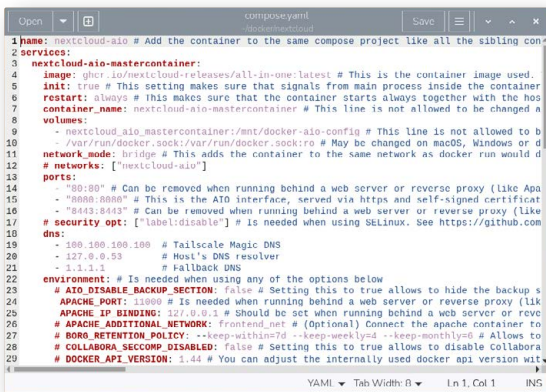 Open
compose.yaml
~/docker/nextcloud
Save
1 name: nextcloud-aio # Add the container to the same compose project like all the sibling con
2 services:
3 nextcloud-aio-mastercontainer:
4 image: ghcr.io/nextcloud-releases/all-in-one:latest # This is the container image used.
5 init: true # This setting makes sure that signals from main process inside the container
6 restart: always # This makes sure that the container starts always together with the hos
7 container_name: nextcloud-aio-mastercontainer # This line is not allowed to be changed a
8 volumes:
9 - nextcloud_aio_mastercontainer:/mnt/docker-aio-config # This line is not allowed to b
10 - /var/run/docker.sock:/var/run/docker.sock:ro # May be changed on macOS, Windows or d
11 network_mode: bridge # This adds the container to the same network as docker run would d
12 # networks: ["nextcloud-aio"]
13 ports:
14 - "80:80" # Can be removed when running behind a web server or reverse proxy (like Apa
15 - "8080:8080" # This is the AIO interface, served via https and self-signed certificat
16 - "8443:8443" # Can be removed when running behind a web server or reverse proxy (like
17 # security_opt: ["label:disable"] # Is needed when using SELinux. See https://github.com
18 dns:
19 - 100.100.100.100 # Tailscale Magic DNS
20 - 127.0.0.53 # Host's DNS resolver
21 - 1.1.1.1 # Fallback DNS
22 environment: # Is needed when using any of the options below
23 # AIO_DISABLE_BACKUP_SECTION: false # Setting this to true allows to hide the backup s
24 APACHE_PORT: 11000 # Is needed when running behind a web server or reverse proxy (lik
25 APACHE_IP_BINDING: 127.0.0.1 # Should be set when running behind a web server or reve
26 # APACHE_ADDITIONAL_NETWORK: frontend_net # (Optional) Connect the apache container to
27 # BORG_RETENTION_POLICY: --keep-within=7d --keep-weekly=4 --keep-monthly=6 # Allows to
28 # COLLABORA_SECCOMP_DISABLED: false # Setting this to true allows to disable Collabora
29 # DOCKER_API_VERSION: 1.44 # You can adjust the internally used docker api version wit
YAML Tab Width: 8 Ln 1, Col 1 INS